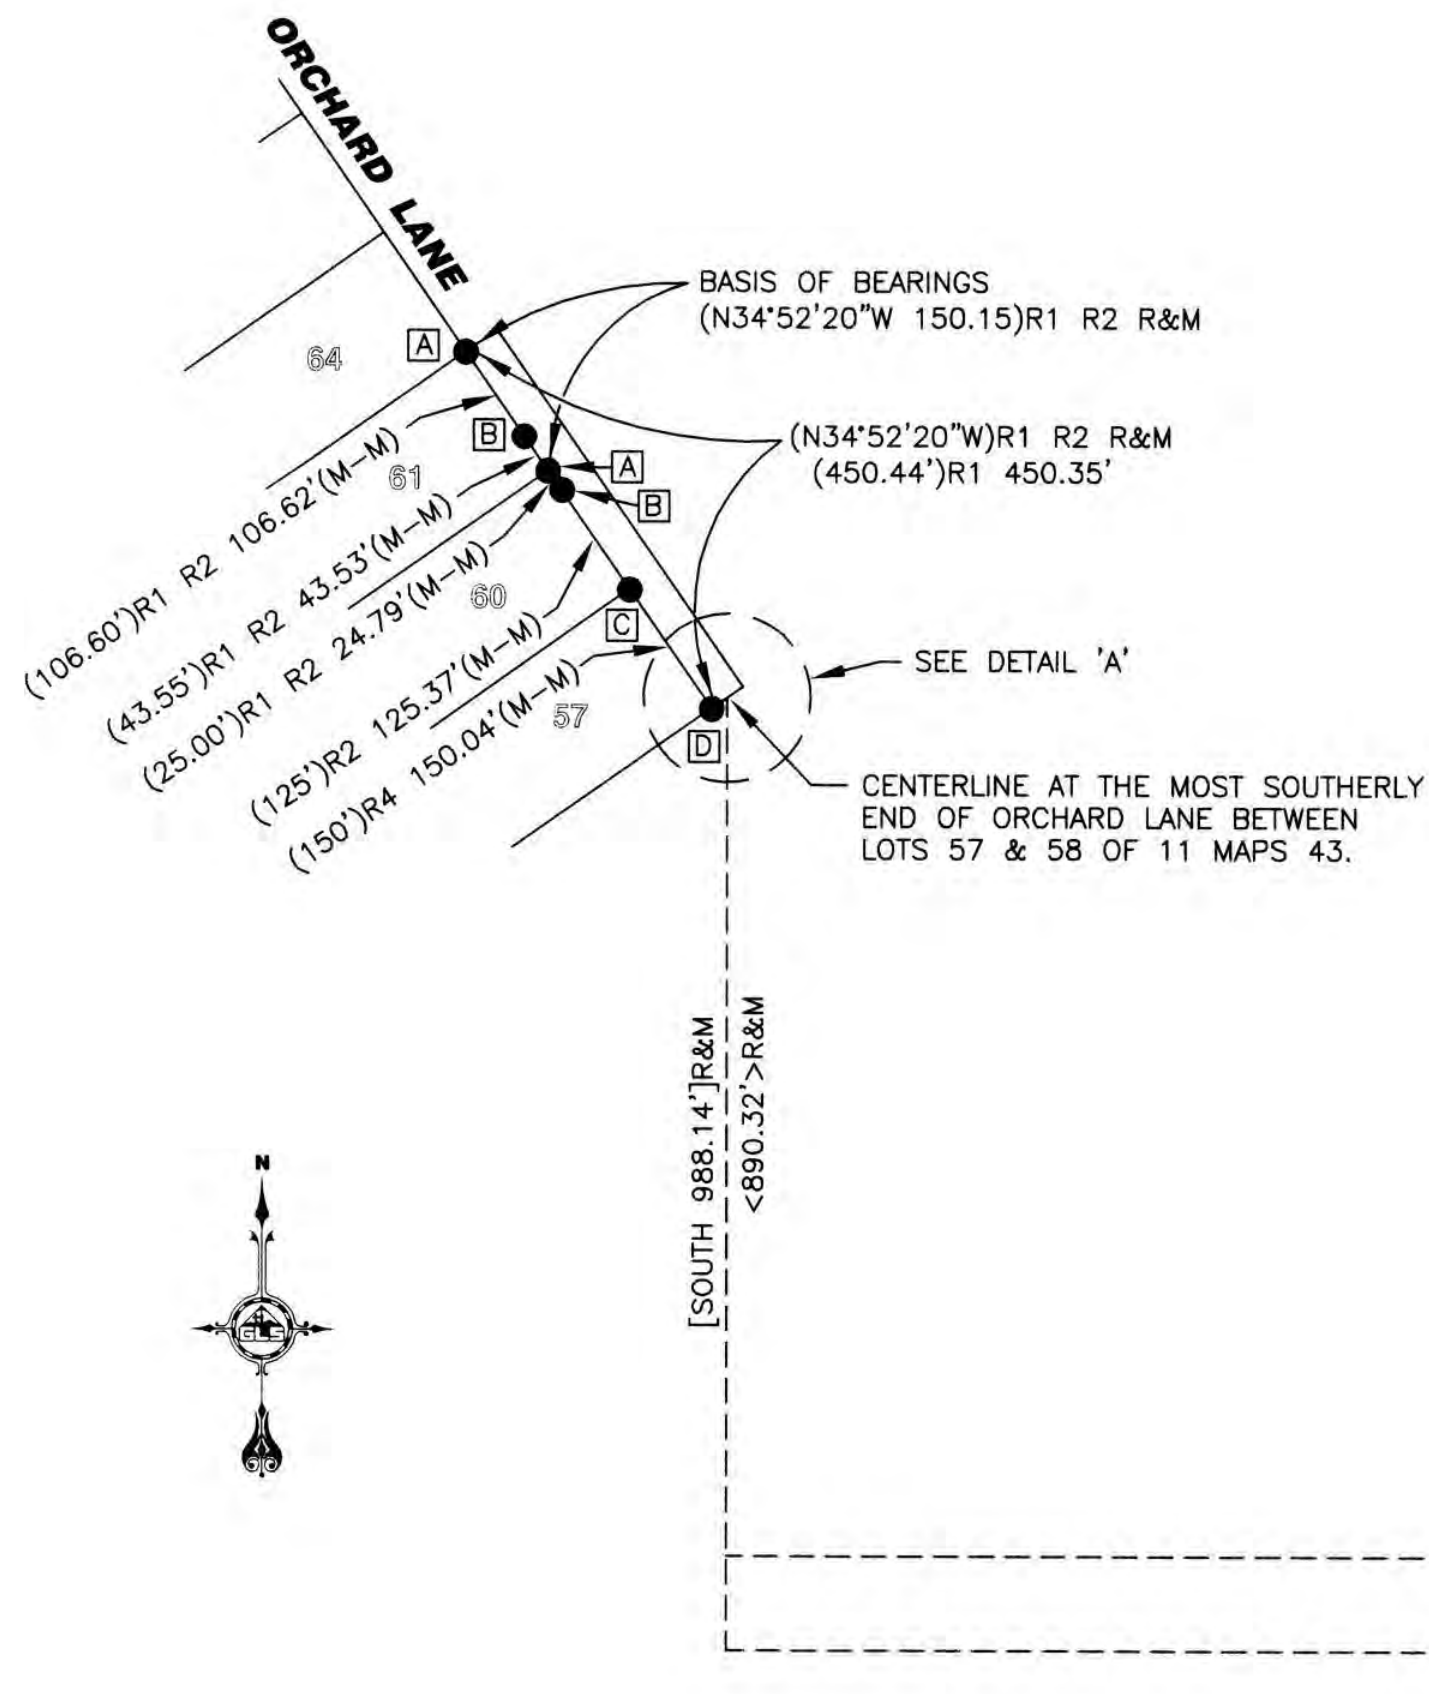 ORCHARD LANE
BASIS OF BEARINGS
(N34°52'20"W 150.15)R1 R2 R&M
64
A
B
(N34°52'20"W)R1 R2 R&M
(450.44')R1 450.35'
61
A
B
(106.60')R1 R2 106.62'(M-M)
(43.55')R1 R2 43.53'(M-M)
(25.00')R1 R2 24.79'(M-M)
60
C
(125')R2 125.37'(M-M)
(150')R4 150.04'(M-M)
57
SEE DETAIL 'A'
D
CENTERLINE AT THE MOST SOUTHERLY
END OF ORCHARD LANE BETWEEN
LOTS 57 & 58 OF 11 MAPS 43.
[SOUTH 988.14']R&M
<890.32'>R&M
N
GLS